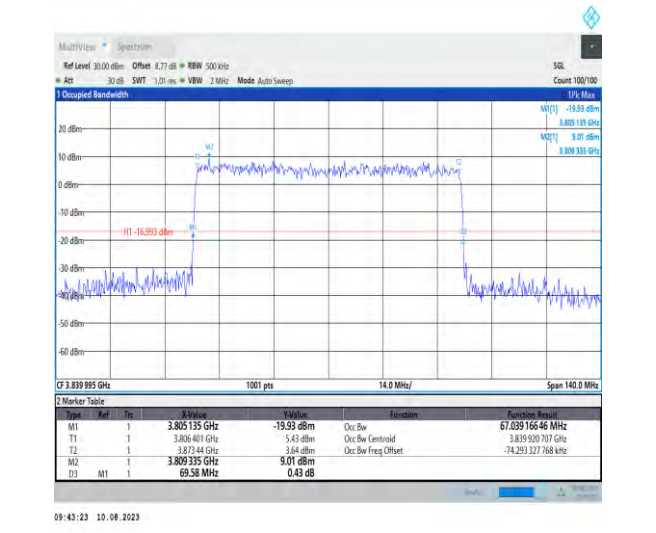 MultiView Spectrum
Ref Level 30.00 dBm Offset 8.77 dB RBW 500 kHz SGL
Att 30 dB SWT 1.01 ms VBW 2 MHz Mode Auto Sweep Count 100/100
1 Occupied Bandwidth 1Pk Max
M1[1] -19.93 dBm
3.805 135 GHz
M2[1] 9.01 dBm
3.809 335 GHz
20 dBm
M2
10 dBm
T1
T2
0 dBm
-10 dBm
H1 -16.993 dBm
M1
D3
-20 dBm
-30 dBm
-40 dBm
-50 dBm
-60 dBm
CF 3.839 995 GHz 1001 pts 14.0 MHz/ Span 140.0 MHz
2 Marker Table
Type Ref Trc X-Value Y-Value Function Function Result
M1 1 3.805 135 GHz -19.93 dBm Occ Bw 67.039 166 46 MHz
T1 1 3.806 401 GHz 5.43 dBm Occ Bw Centroid 3.839 920 707 GHz
T2 1 3.873 44 GHz 3.64 dBm Occ Bw Freq Offset -74.293 327 768 kHz
M2 1 3.809 335 GHz 9.01 dBm
D3 M1 1 69.58 MHz 0.43 dB
09:43:23 10.08.2023